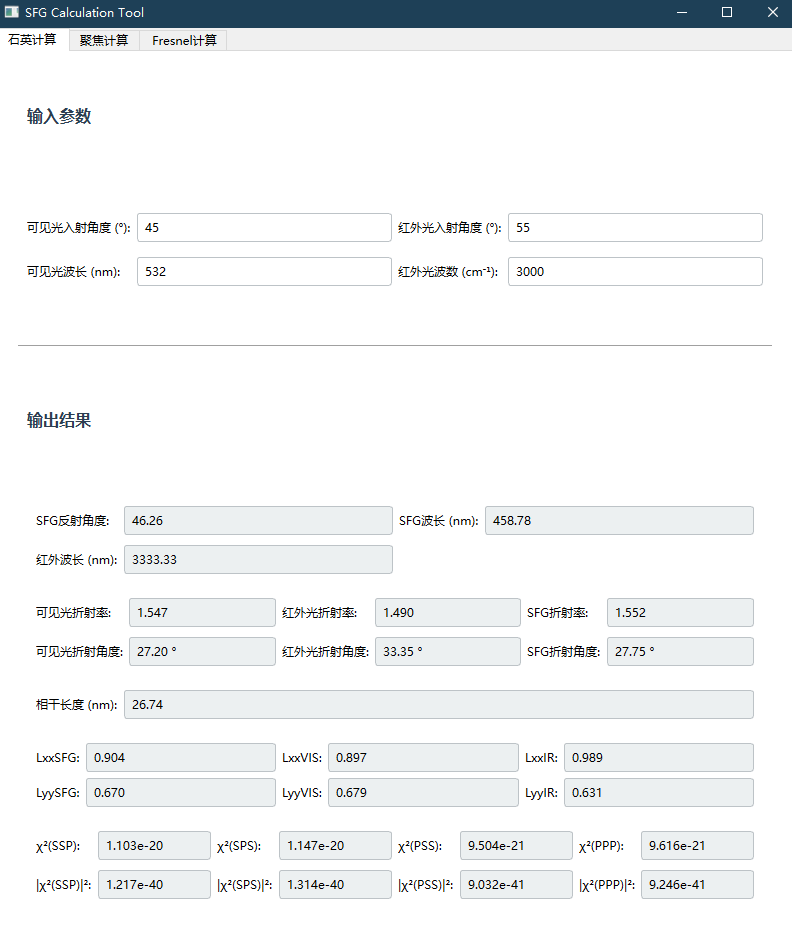 SFG Calculation Tool
石英计算 聚焦计算 Fresnel计算
输入参数
可见光入射角度 (°): 45 红外光入射角度 (°): 55
可见光波长 (nm): 532 红外光波数 (cm⁻¹): 3000
输出结果
SFG反射角度: 46.26 SFG波长 (nm): 458.78
红外波长 (nm): 3333.33
可见光折射率: 1.547 红外光折射率: 1.490 SFG折射率: 1.552
可见光折射角度: 27.20 ° 红外光折射角度: 33.35 ° SFG折射角度: 27.75 °
相干长度 (nm): 26.74
LxxSFG: 0.904 LxxVIS: 0.897 LxxIR: 0.989
LyySFG: 0.670 LyyVIS: 0.679 LyyIR: 0.631
χ²(SSP): 1.103e-20 χ²(SPS): 1.147e-20 χ²(PSS): 9.504e-21 χ²(PPP): 9.616e-21
|χ²(SSP)|²: 1.217e-40 |χ²(SPS)|²: 1.314e-40 |χ²(PSS)|²: 9.032e-41 |χ²(PPP)|²: 9.246e-41